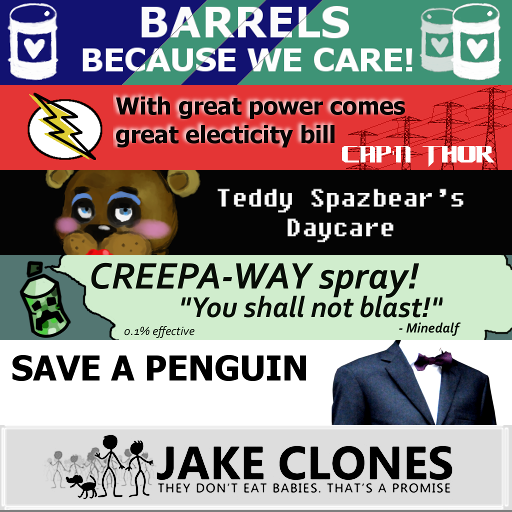 BARRELS
BECAUSE WE CARE!
With great power comes
great electicity bill
CAP'N THOR
Teddy Spazbear's
Daycare
CREEPA-WAY spray!
"You shall not blast!"
0.1% effective
- Minedalf
SAVE A PENGUIN
JAKE CLONES
THEY DON'T EAT BABIES. THAT'S A PROMISE